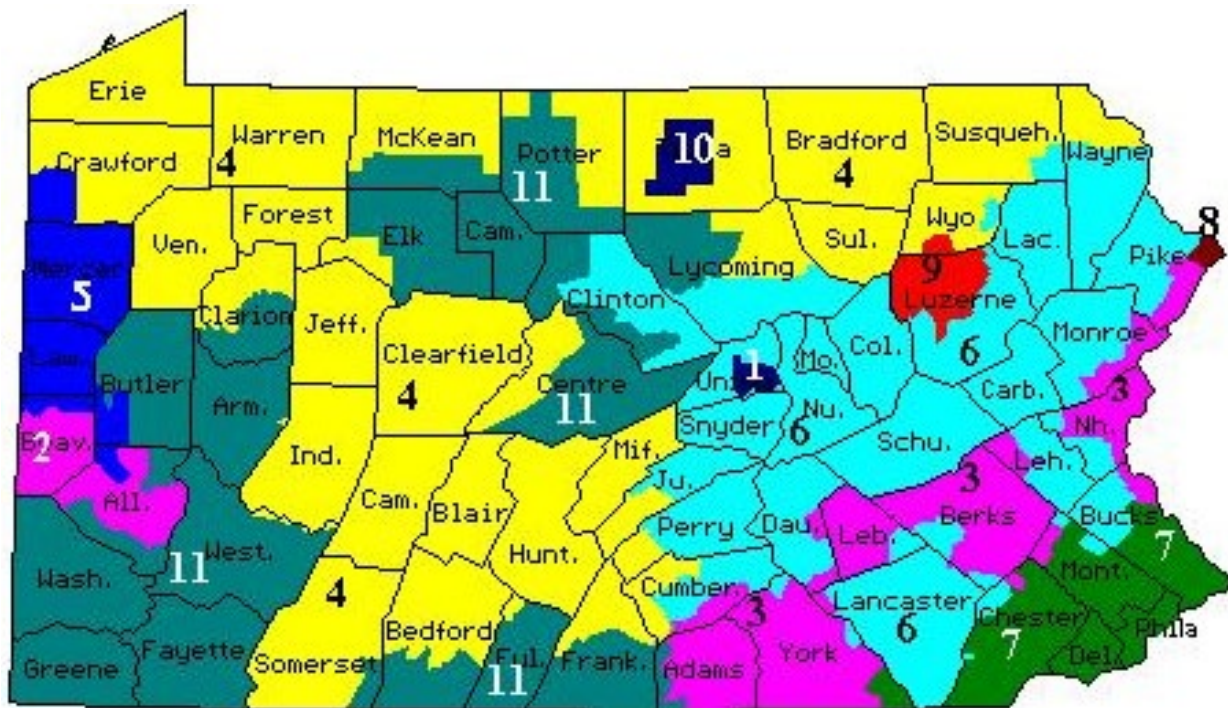 Erie
Warren
McKean
Potter
10
a
Bradford
Susqueh.
Wayne
Crawford
4
11
4
8
Ven.
Forest
Elk
Cam.
Lycoming
Sul.
Wyo
Lac.
Pike
Mercer
5
Clarion
Jeff.
Clinton
9
Luzerne
Monroe
Law.
Butler
Clearfield
4
Centre
11
Uni
1
Mo.
Col.
6
Carb.
3
Arm.
Snyder
Nu.
6
Schu.
Nh.
2
Beav.
All.
Ind.
Cam.
Blair
Mif.
Ju.
3
Leh.
Berks
Bucks
7
Wash.
West.
11
Hunt.
Perry
Dau.
Leb.
Mont.
4
Cumber.
3
Lancaster
6
Chester
7
Phila
Greene
Fayette
Somerset
Bedford
Ful.
11
Frank.
Adams
York
Del.